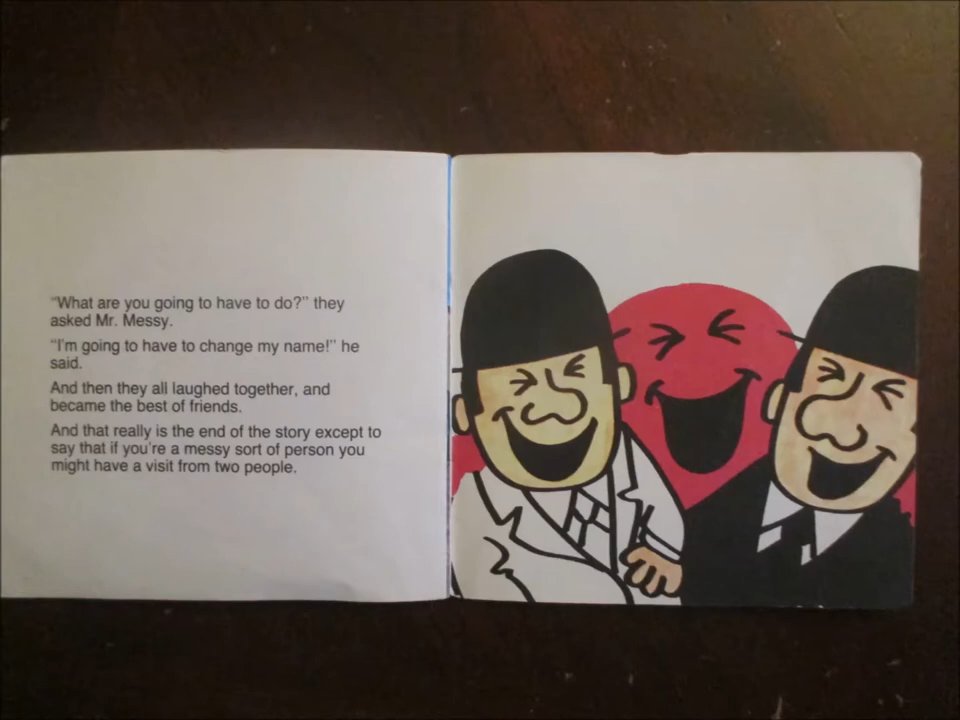 "What are you going to have to do?" they
asked Mr. Messy.
"I'm going to have to change my name!" he
said.
And then they all laughed together, and
became the best of friends.
And that really is the end of the story except to
say that if you're a messy sort of person you
might have a visit from two people.